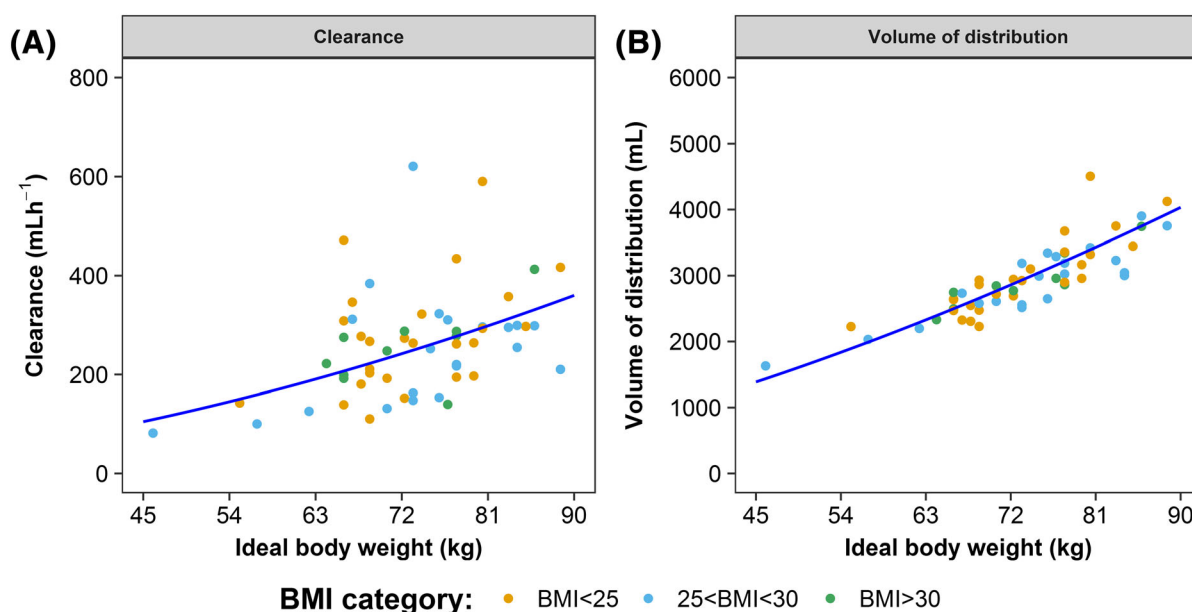 (A)
Clearance
800
600
400
200
0
Clearance (mLh⁻¹)
45 54 63 72 81 90
Ideal body weight (kg)
(B)
Volume of distribution
6000
5000
4000
3000
2000
1000
0
Volume of distribution (mL)
45 54 63 72 81 90
Ideal body weight (kg)
BMI category: BMI<25 25<BMI<30 BMI>30